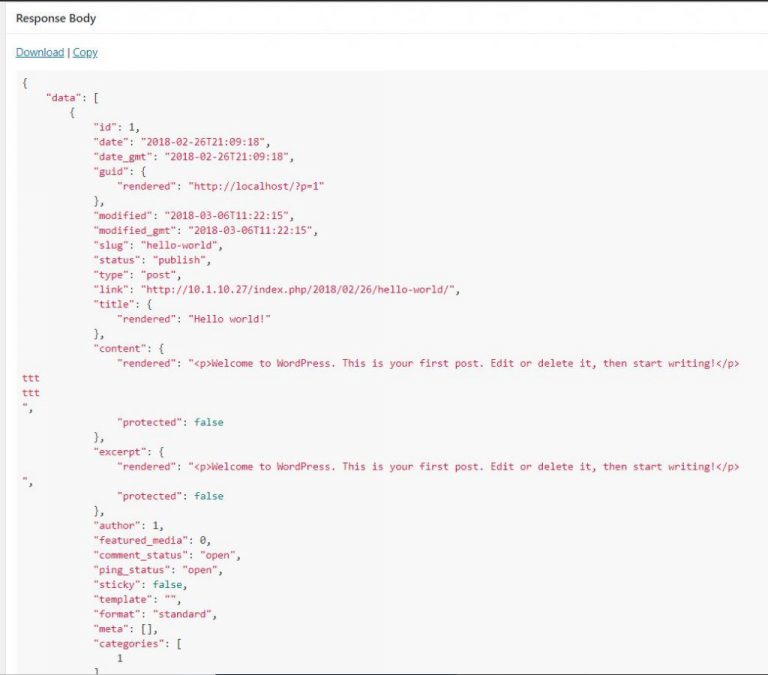 Response Body
Download | Copy
{
    "data": [
        {
            "id": 1,
            "date": "2018-02-26T21:09:18",
            "date_gmt": "2018-02-26T21:09:18",
            "guid": {
                "rendered": "http://localhost/?p=1"
            },
            "modified": "2018-03-06T11:22:15",
            "modified_gmt": "2018-03-06T11:22:15",
            "slug": "hello-world",
            "status": "publish",
            "type": "post",
            "link": "http://10.1.10.27/index.php/2018/02/26/hello-world/",
            "title": {
                "rendered": "Hello world!"
            },
            "content": {
                "rendered": "<p>Welcome to WordPress. This is your first post. Edit or delete it, then start writing!</p>
ttt
ttt
",
                "protected": false
            },
            "excerpt": {
                "rendered": "<p>Welcome to WordPress. This is your first post. Edit or delete it, then start writing!</p>
",
                "protected": false
            },
            "author": 1,
            "featured_media": 0,
            "comment_status": "open",
            "ping_status": "open",
            "sticky": false,
            "template": "",
            "format": "standard",
            "meta": [],
            "categories": [
                1
            ]